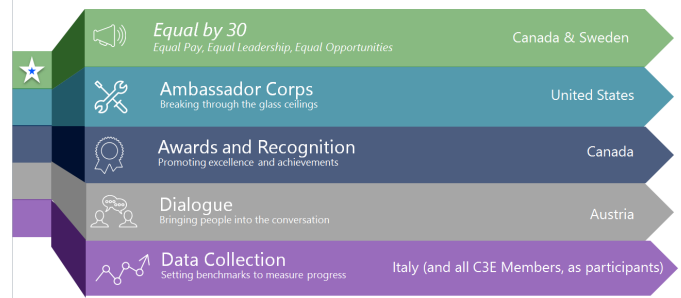 Equal by 30
Equal Pay, Equal Leadership, Equal Opportunities
Canada & Sweden
Ambassador Corps
Breaking through the glass ceilings
United States
Awards and Recognition
Promoting excellence and achievements
Canada
Dialogue
Bringing people into the conversation
Austria
Data Collection
Setting benchmarks to measure progress
Italy (and all C3E Members, as participants)